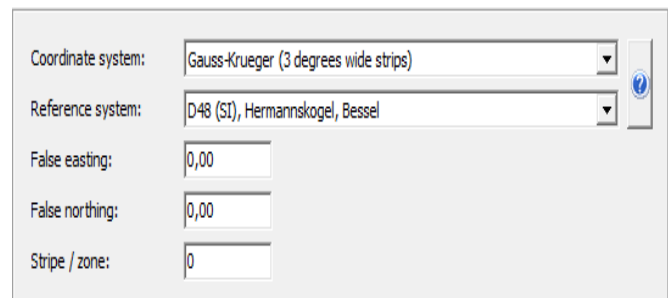 Coordinate system: Gauss-Krueger (3 degrees wide strips)
Reference system: D48 (SI), Hermannskogel, Bessel
False easting: 0,00
False northing: 0,00
Stripe / zone: 0